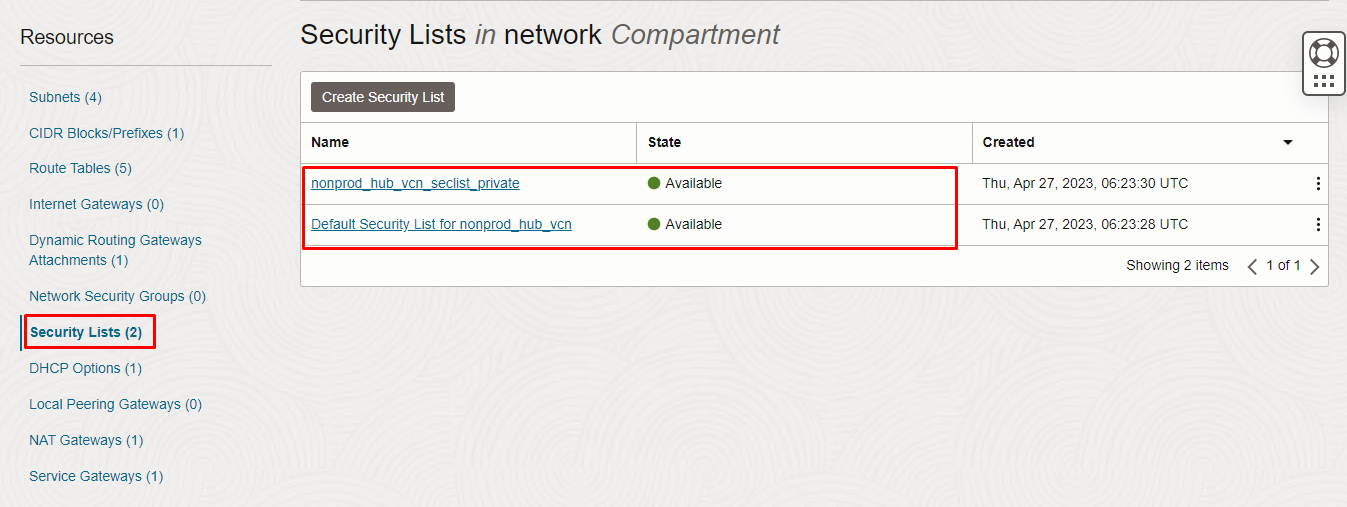 Resources
Subnets (4)
CIDR Blocks/Prefixes (1)
Route Tables (5)
Internet Gateways (0)
Dynamic Routing Gateways
Attachments (1)
Network Security Groups (0)
Security Lists (2)
DHCP Options (1)
Local Peering Gateways (0)
NAT Gateways (1)
Service Gateways (1)
Security Lists in network Compartment
Create Security List
Name State Created
nonprod_hub_vcn_seclist_private Available Thu, Apr 27, 2023, 06:23:30 UTC
Default Security List for nonprod_hub_vcn Available Thu, Apr 27, 2023, 06:23:28 UTC
Showing 2 items 1 of 1